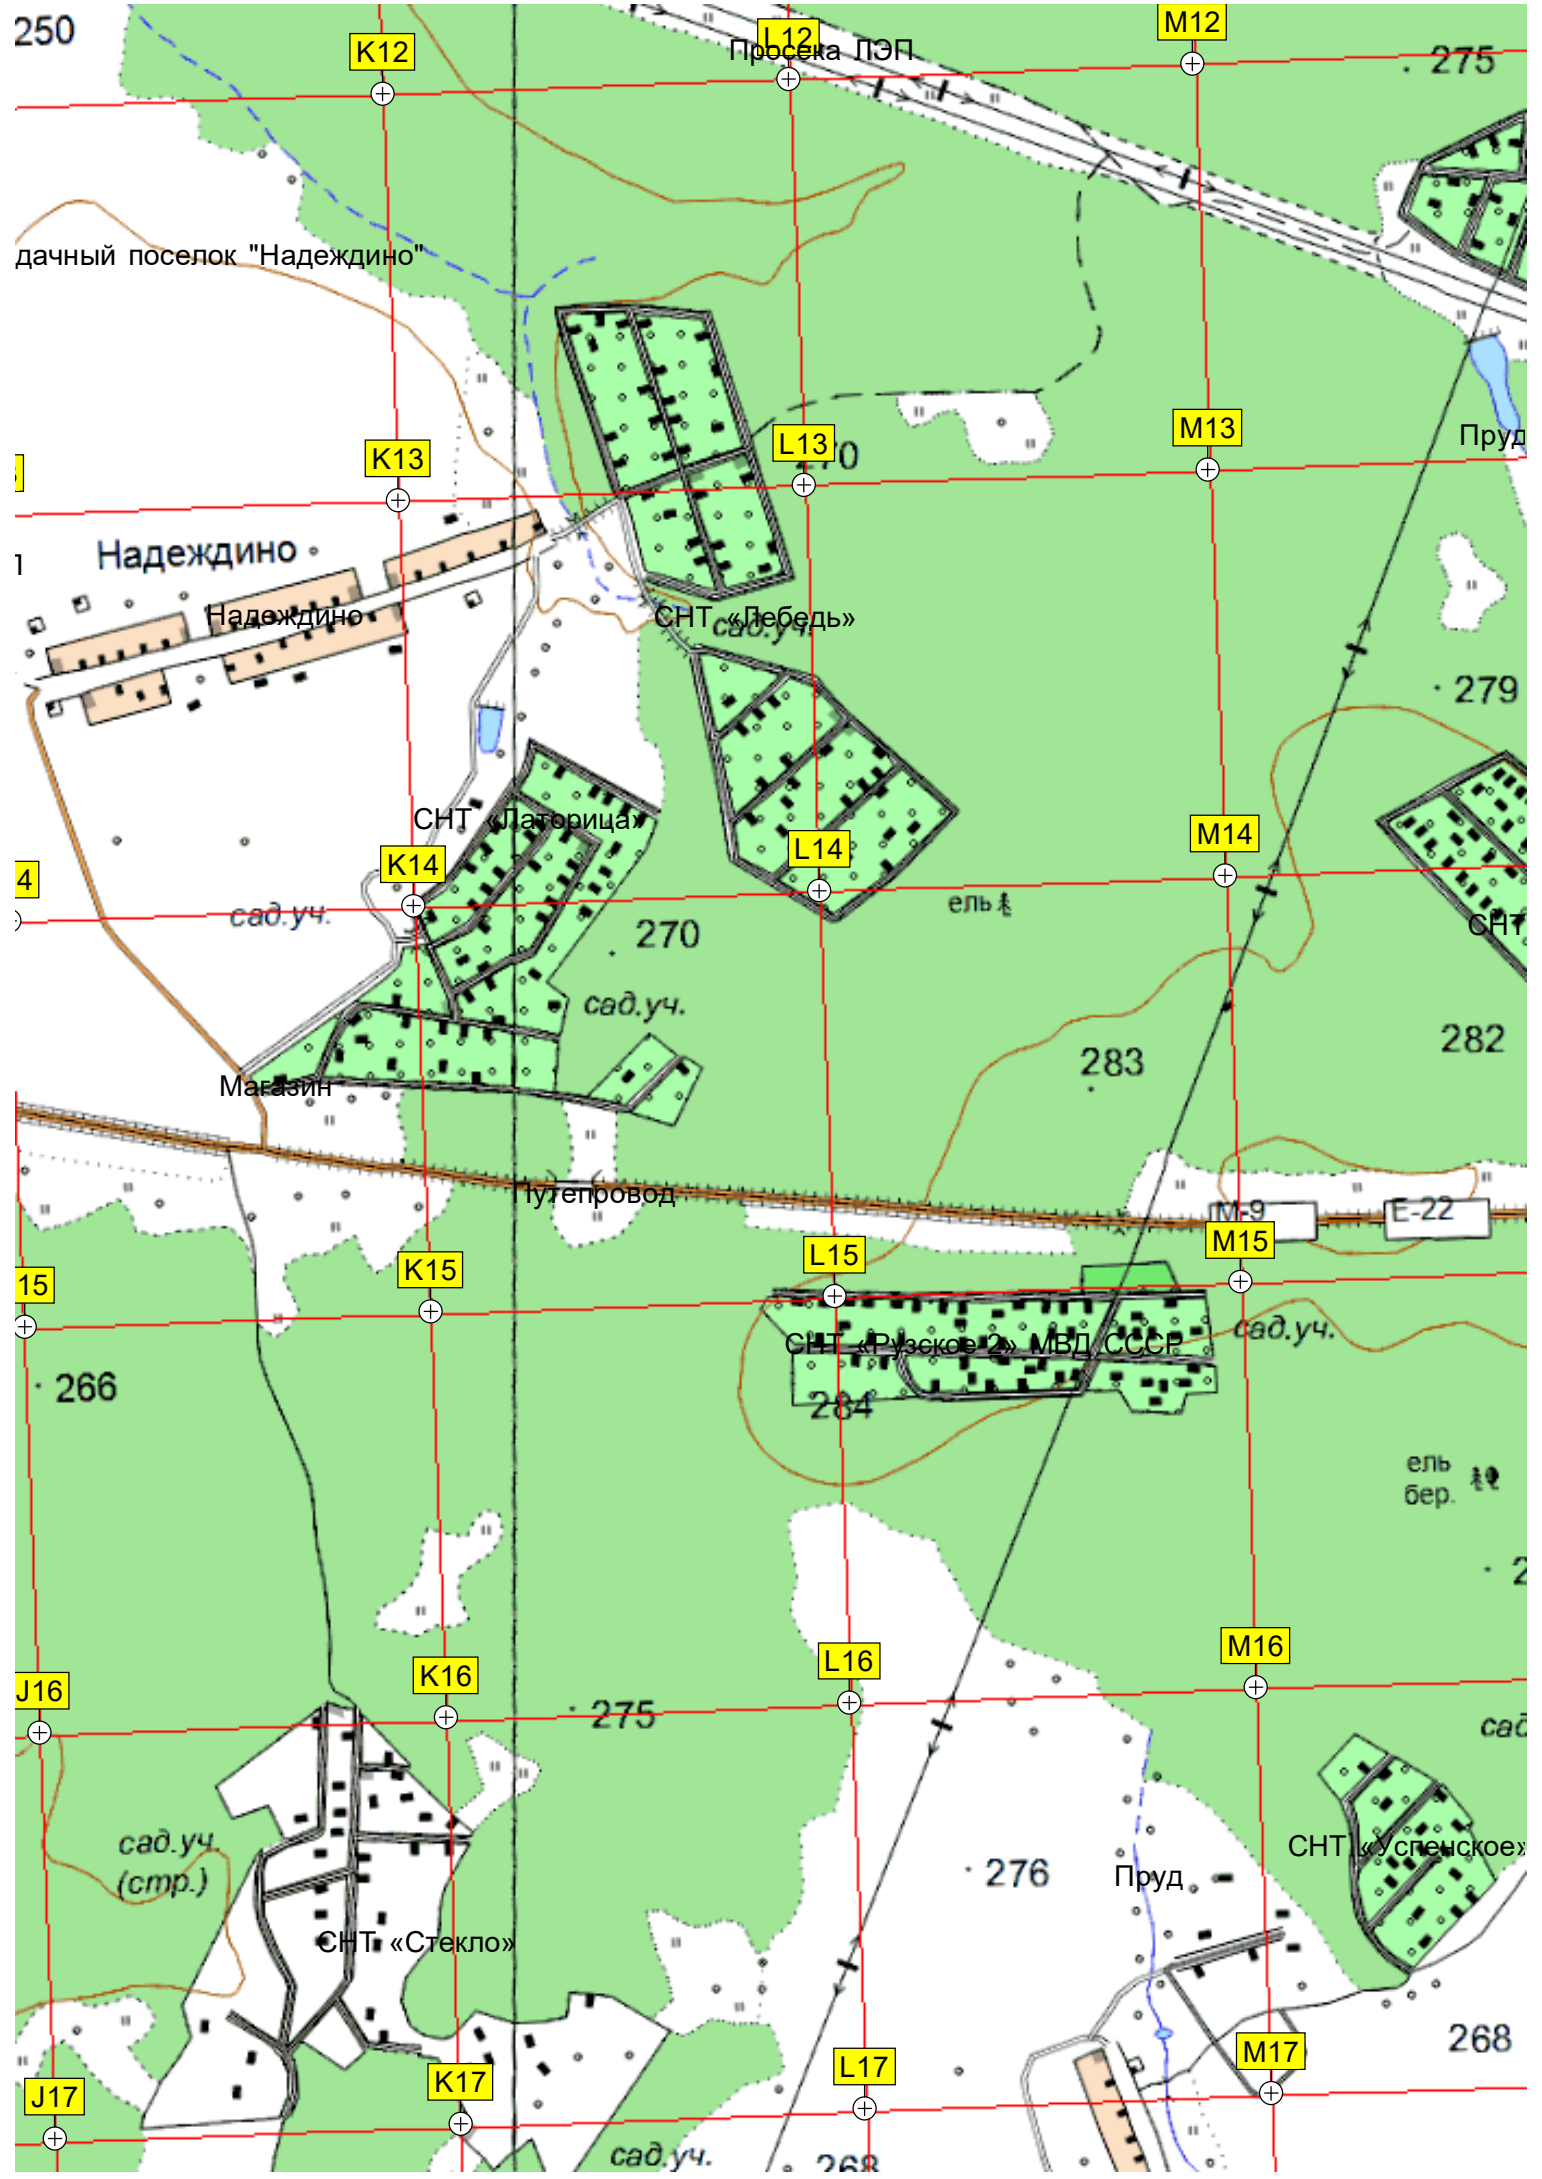 250
K12
L12
M12
Просека ЛЭП
275
дачный поселок "Надеждино"
K13
L13
270
M13
Пруд
Надеждино
Надеждино
СНТ «Лебедь»
сад.уч.
279
СНТ «Латорица»
K14
L14
M14
4
сад.уч.
ель
270
СНТ
сад.уч.
283
282
Магазин
Путепровод
М-9
Е-22
15
K15
L15
M15
СНТ «Рузское-2» МВД СССР
сад.уч.
266
284
ель
бер.
J16
K16
L16
M16
275
сад
сад.уч.
(стр.)
276
Пруд
СНТ «Успенское»
СНТ «Стекло»
268
J17
K17
L17
M17
сад.уч.
268